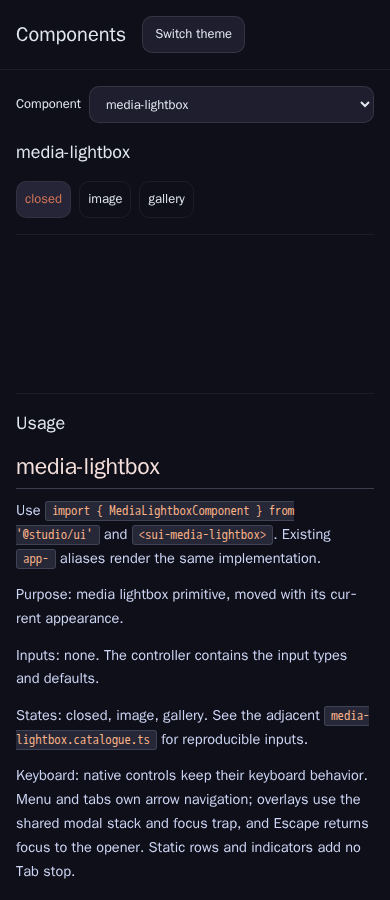 Components Switch theme
Component media-lightbox
media-lightbox
closed image gallery
Usage
media-lightbox
Use import { MediaLightboxComponent } from
'@studio/ui' and <sui-media-lightbox>. Existing
app- aliases render the same implementation.
Purpose: media lightbox primitive, moved with its cur-
rent appearance.
Inputs: none. The controller contains the input types
and defaults.
States: closed, image, gallery. See the adjacent media-
lightbox.catalogue.ts for reproducible inputs.
Keyboard: native controls keep their keyboard behavior.
Menu and tabs own arrow navigation; overlays use the
shared modal stack and focus trap, and Escape returns
focus to the opener. Static rows and indicators add no
Tab stop.